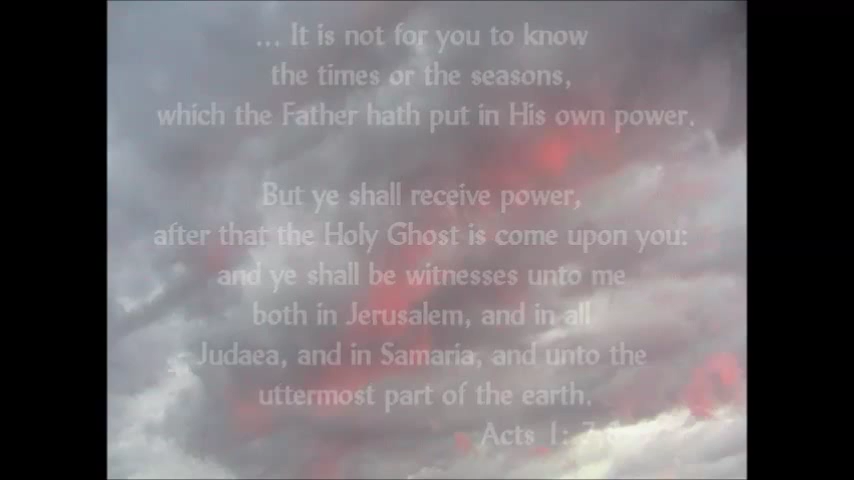 ... It is not for you to know
the times or the seasons,
which the Father hath put in His own power.
But ye shall receive power,
after that the Holy Ghost is come upon you:
and ye shall be witnesses unto me
both in Jerusalem, and in all
Judaea, and in Samaria, and unto the
uttermost part of the earth.
Acts 1: 7,8